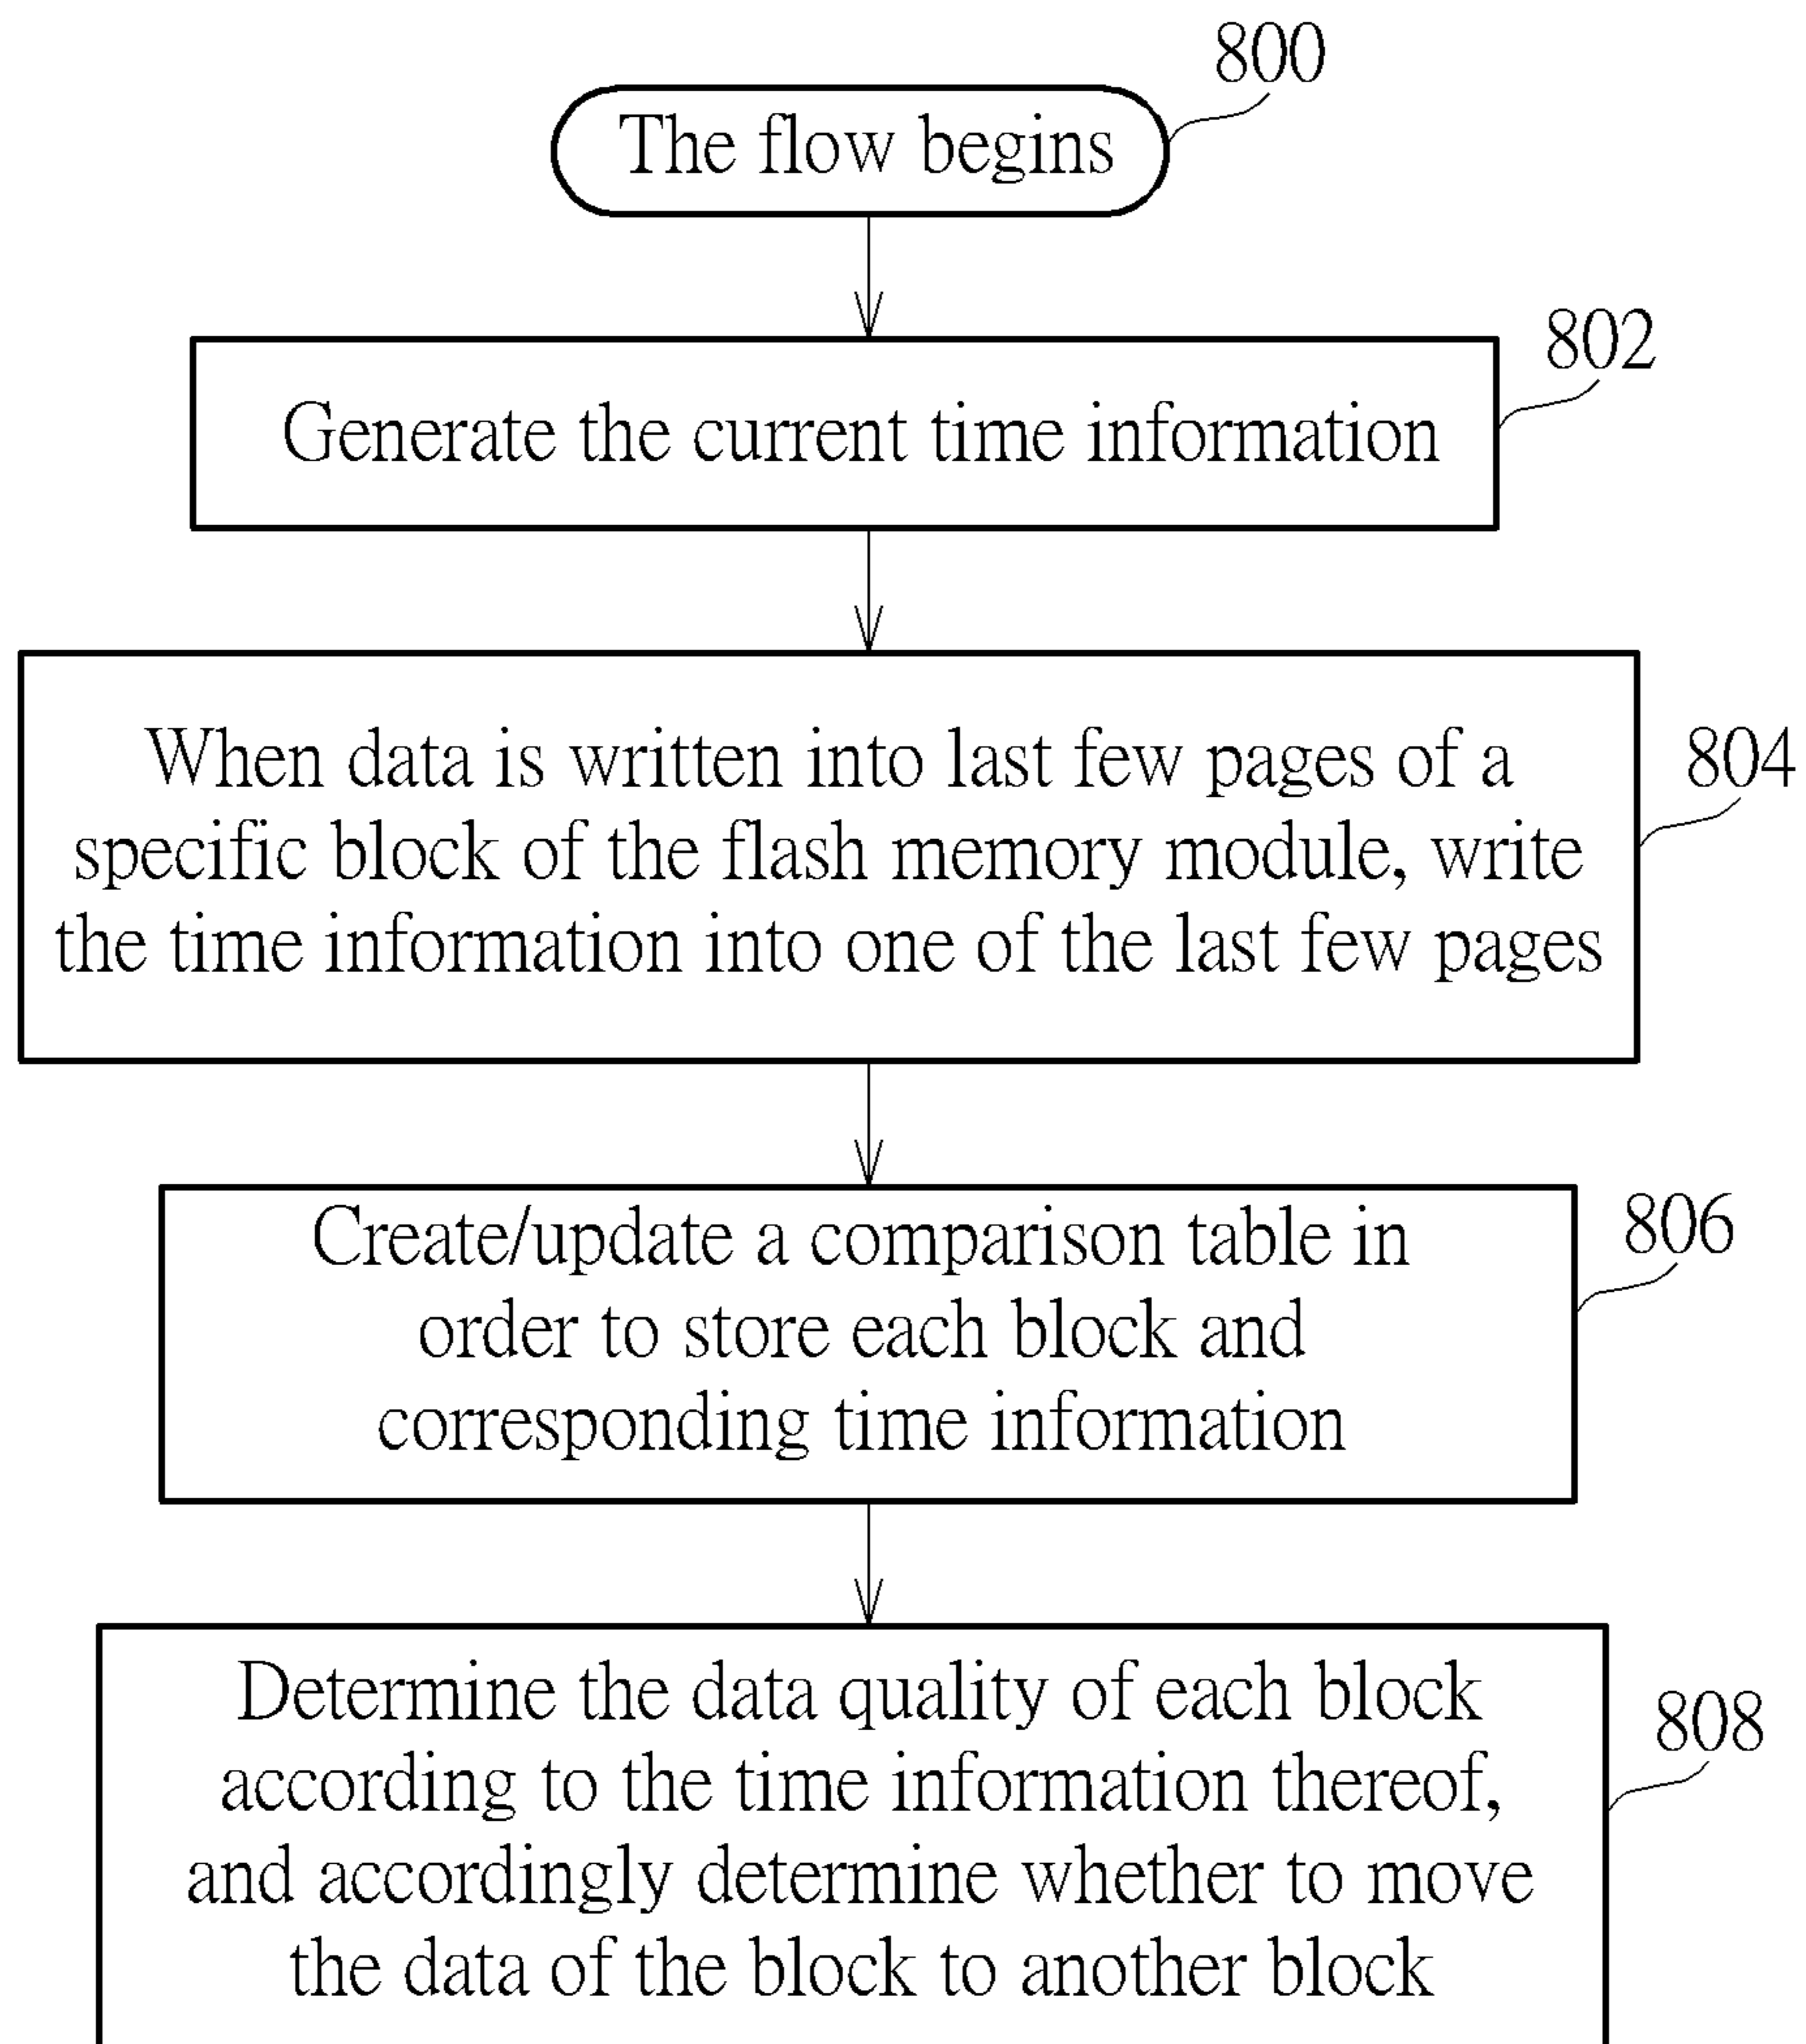 800
The flow begins
802
Generate the current time information
804
When data is written into last few pages of a
specific block of the flash memory module, write
the time information into one of the last few pages
806
Create/update a comparison table in
order to store each block and
corresponding time information
808
Determine the data quality of each block
according to the time information thereof,
and accordingly determine whether to move
the data of the block to another block